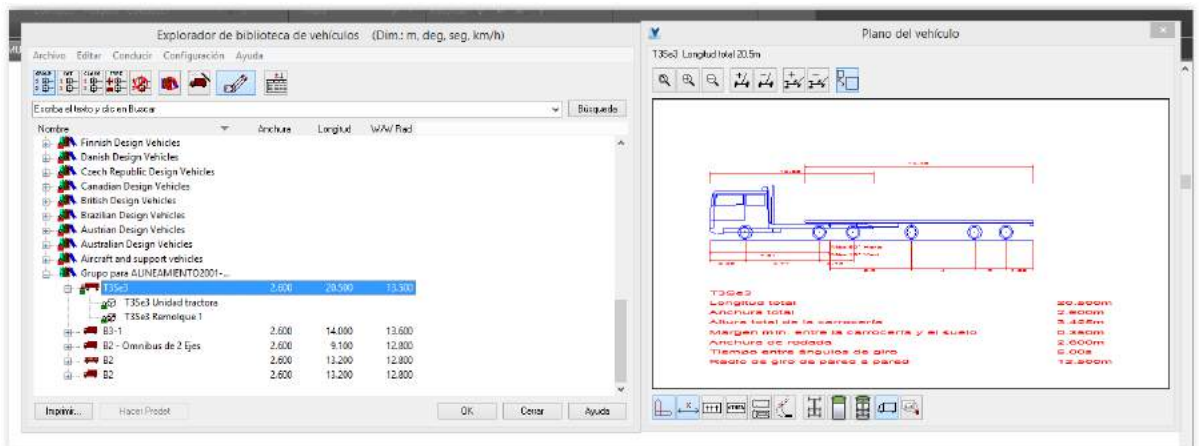 Explorador de biblioteca de vehículos (Dim.: m, deg, seg, km/h)
Archivo Editar Conducir Configuración Ayuda
Escriba el texto y clic en Buscar
Búsqueda
Nombre Anchura Longitud W/W Rad
Finnish Design Vehicles
Danish Design Vehicles
Czech Republic Design Vehicles
Canadian Design Vehicles
British Design Vehicles
Brazilian Design Vehicles
Austrian Design Vehicles
Australian Design Vehicles
Aircraft and support vehicles
Grupo para ALINEAMIENTO2001-...
T3Se3 2.600 20.500 13.500
T3Se3 Unidad tractora
T3Se3 Remolque 1
B3-1 2.600 14.000 13.600
B2 - Omnibus de 2 Ejes 2.600 9.100 12.800
B2 2.600 13.200 12.800
B2 2.600 13.200 12.800
Imprimir... Hacer Predet OK Cerrar Ayuda
Plano del vehículo
T3Se3 Longitud total 20.5m
T3Se3
Longitud total 20.500m
Anchura total 2.600m
Altura total de la carrocería
Margen mín. entre la carrocería y el suelo
Anchura de rodada 2.600m
Tiempo entre ángulos de giro 6.00s
Radio de giro de pared a pared